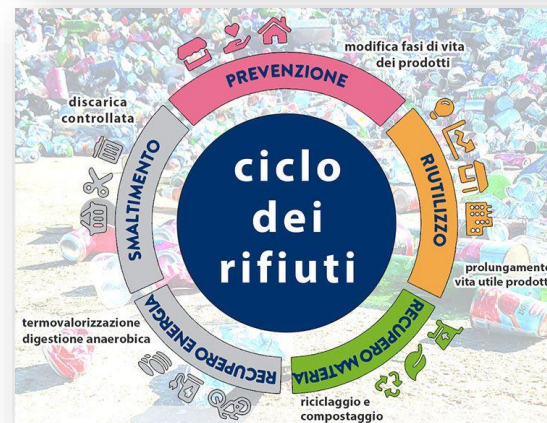 PREVENZIONE
modifica fasi di vita
dei prodotti
RIUTILIZZO
prolungamento
vita utile prodotti
RECUPERO MATERIA
riciclaggio e
compostaggio
RECUPERO ENERGIA
termovalorizzazione
digestione anaerobica
SMALTIMENTO
discarica
controllata
ciclo
dei
rifiuti